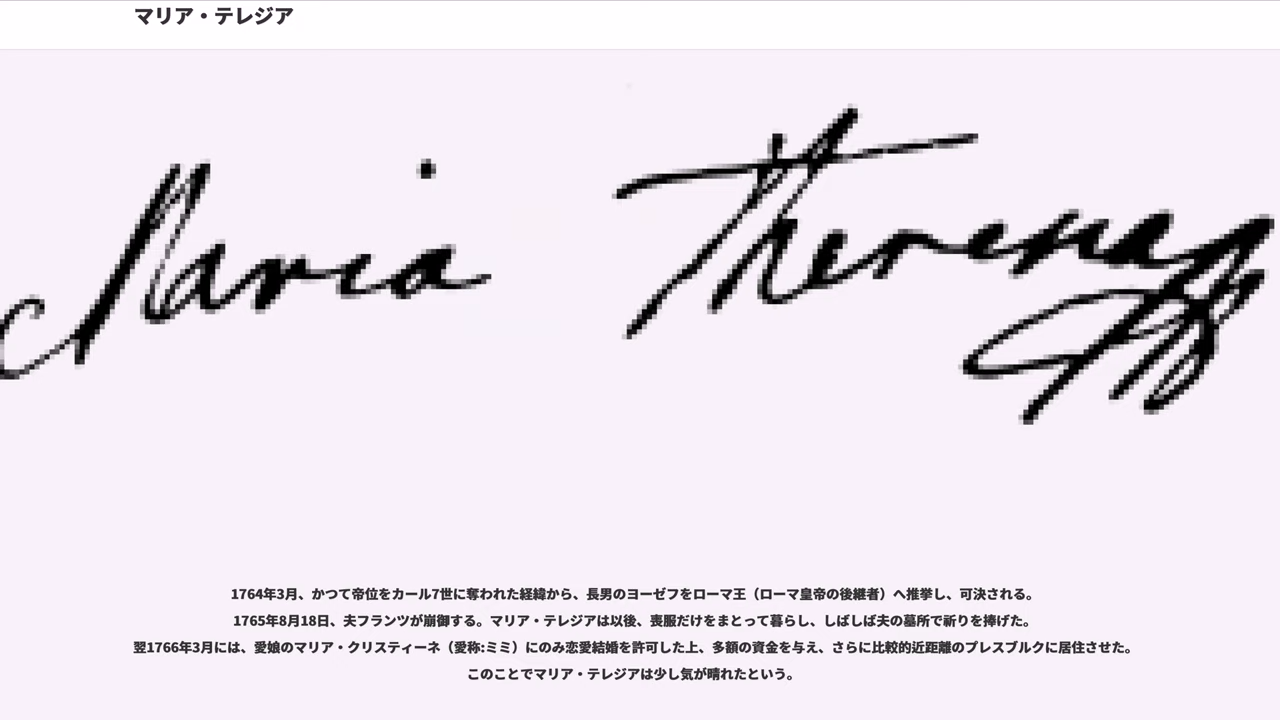 マリア・テレジア
Maria Theresia
1764年3月、かつて帝位をカール7世に奪われた経緯から、長男のヨーゼフをローマ王（ローマ皇帝の後継者）へ推挙し、可決される。
1765年8月18日、夫フランツが崩御する。マリア・テレジアは以後、喪服だけをまとって暮らし、しばしば夫の墓所で祈りを捧げた。
翌1766年3月には、愛娘のマリア・クリスティーネ（愛称:ミミ）にのみ恋愛結婚を許可した上、多額の資金を与え、さらに比較的近距離のプレスブルクに居住させた。
このことでマリア・テレジアは少し気が晴れたという。